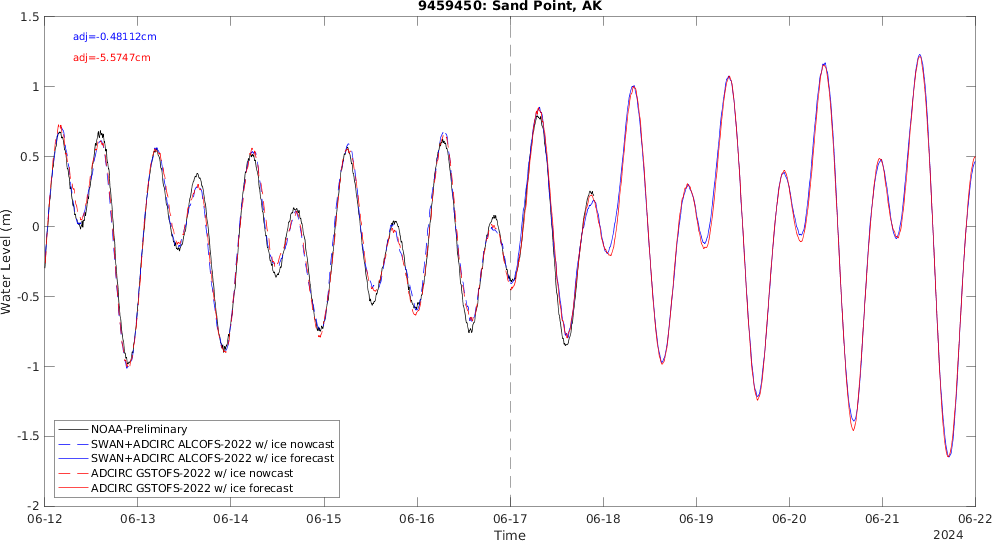 9459450: Sand Point, AK
adj=-0.48112cm
adj=-5.5747cm
1.5
1
0.5
0
-0.5
-1
-1.5
-2
Water Level (m)
NOAA-Preliminary
SWAN+ADCIRC ALCOFS-2022 w/ ice nowcast
SWAN+ADCIRC ALCOFS-2022 w/ ice forecast
ADCIRC GSTOFS-2022 w/ ice nowcast
ADCIRC GSTOFS-2022 w/ ice forecast
06-12 06-13 06-14 06-15 06-16 06-17 06-18 06-19 06-20 06-21 06-22
Time
2024